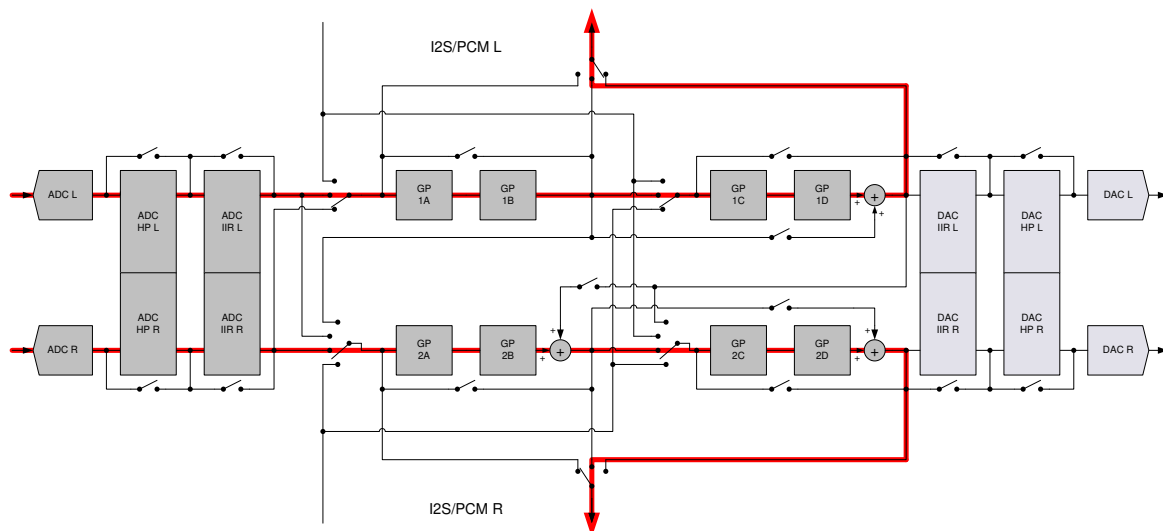 I2S/PCM L
ADC L
ADC
HP L
ADC
IIR L
GP
1A
GP
1B
GP
1C
GP
1D
+
+
+
DAC
IIR L
DAC
HP L
DAC L
ADC R
ADC
HP R
ADC
IIR R
GP
2A
GP
2B
+
+
+
GP
2C
GP
2D
+
+
+
DAC
IIR R
DAC
HP R
DAC R
I2S/PCM R